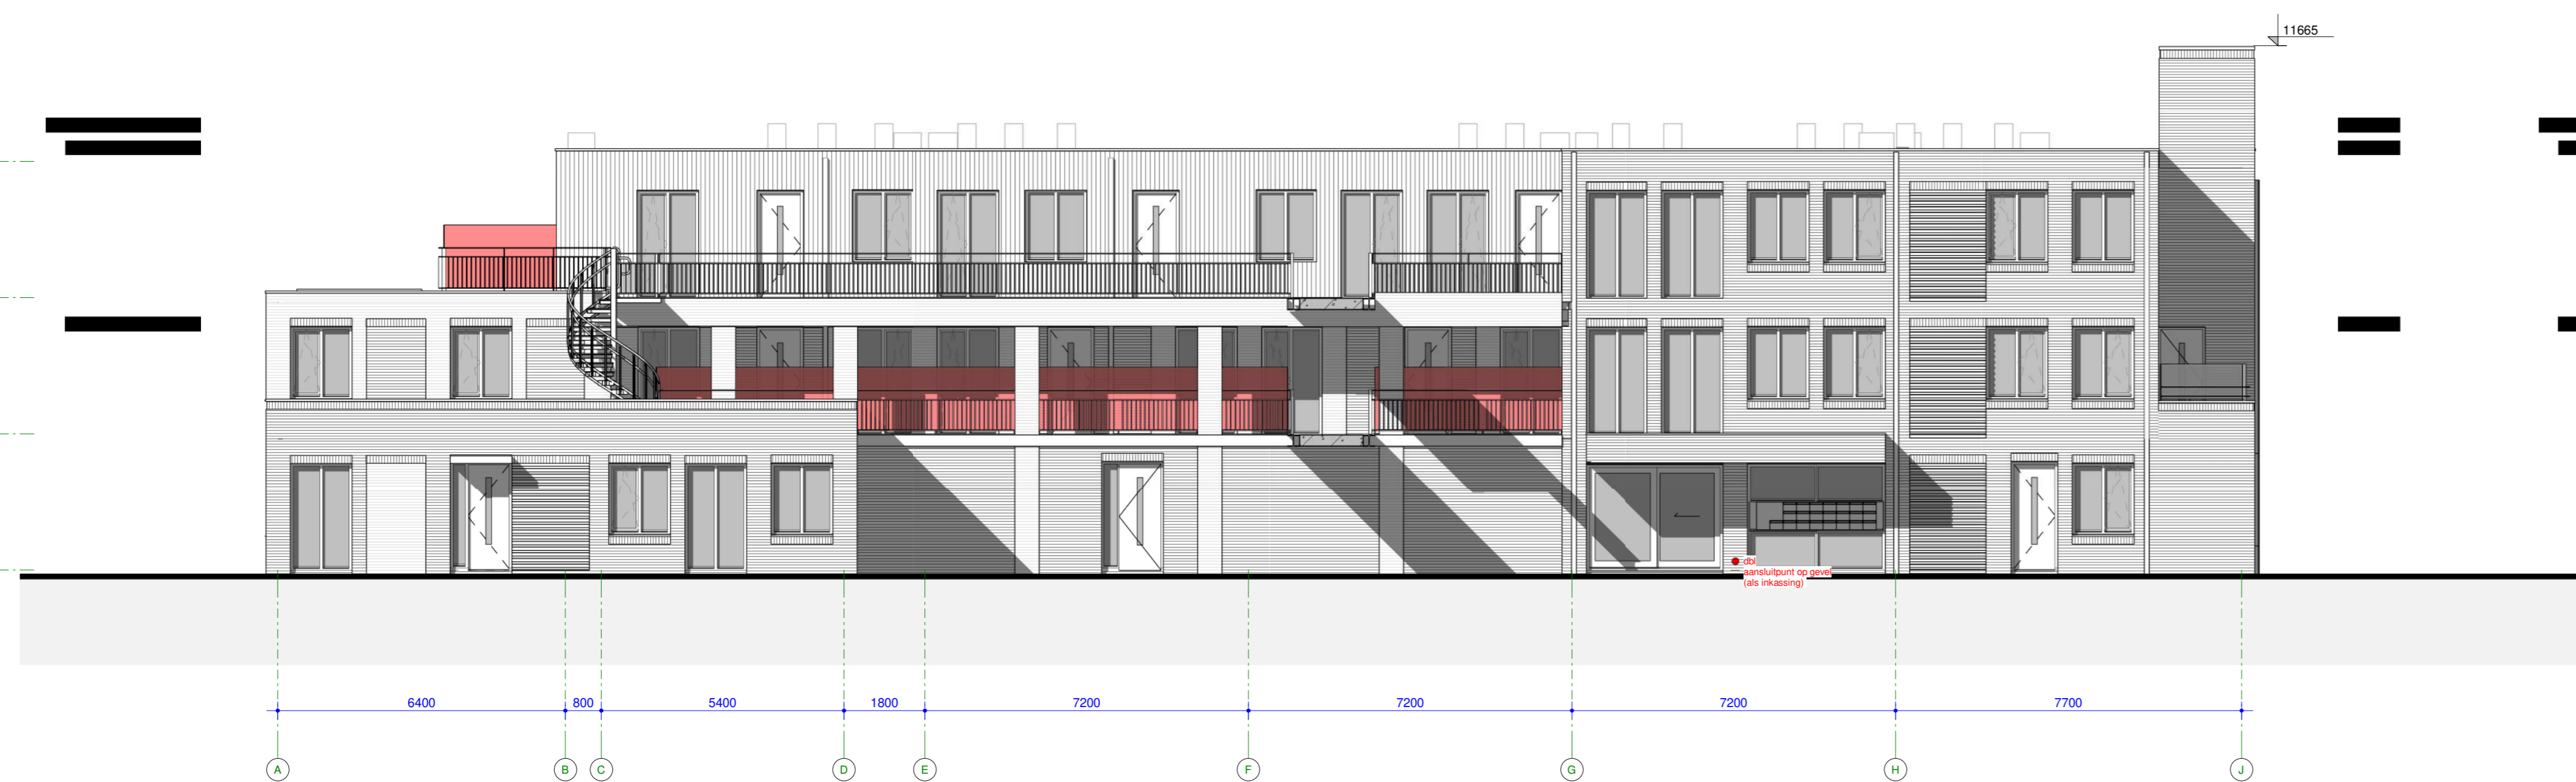 11665
dbl
aansluitpunt op gevel
(als inkassing)
6400 800 5400 1800 7200 7200 7200 7700
A B C D E F G H J